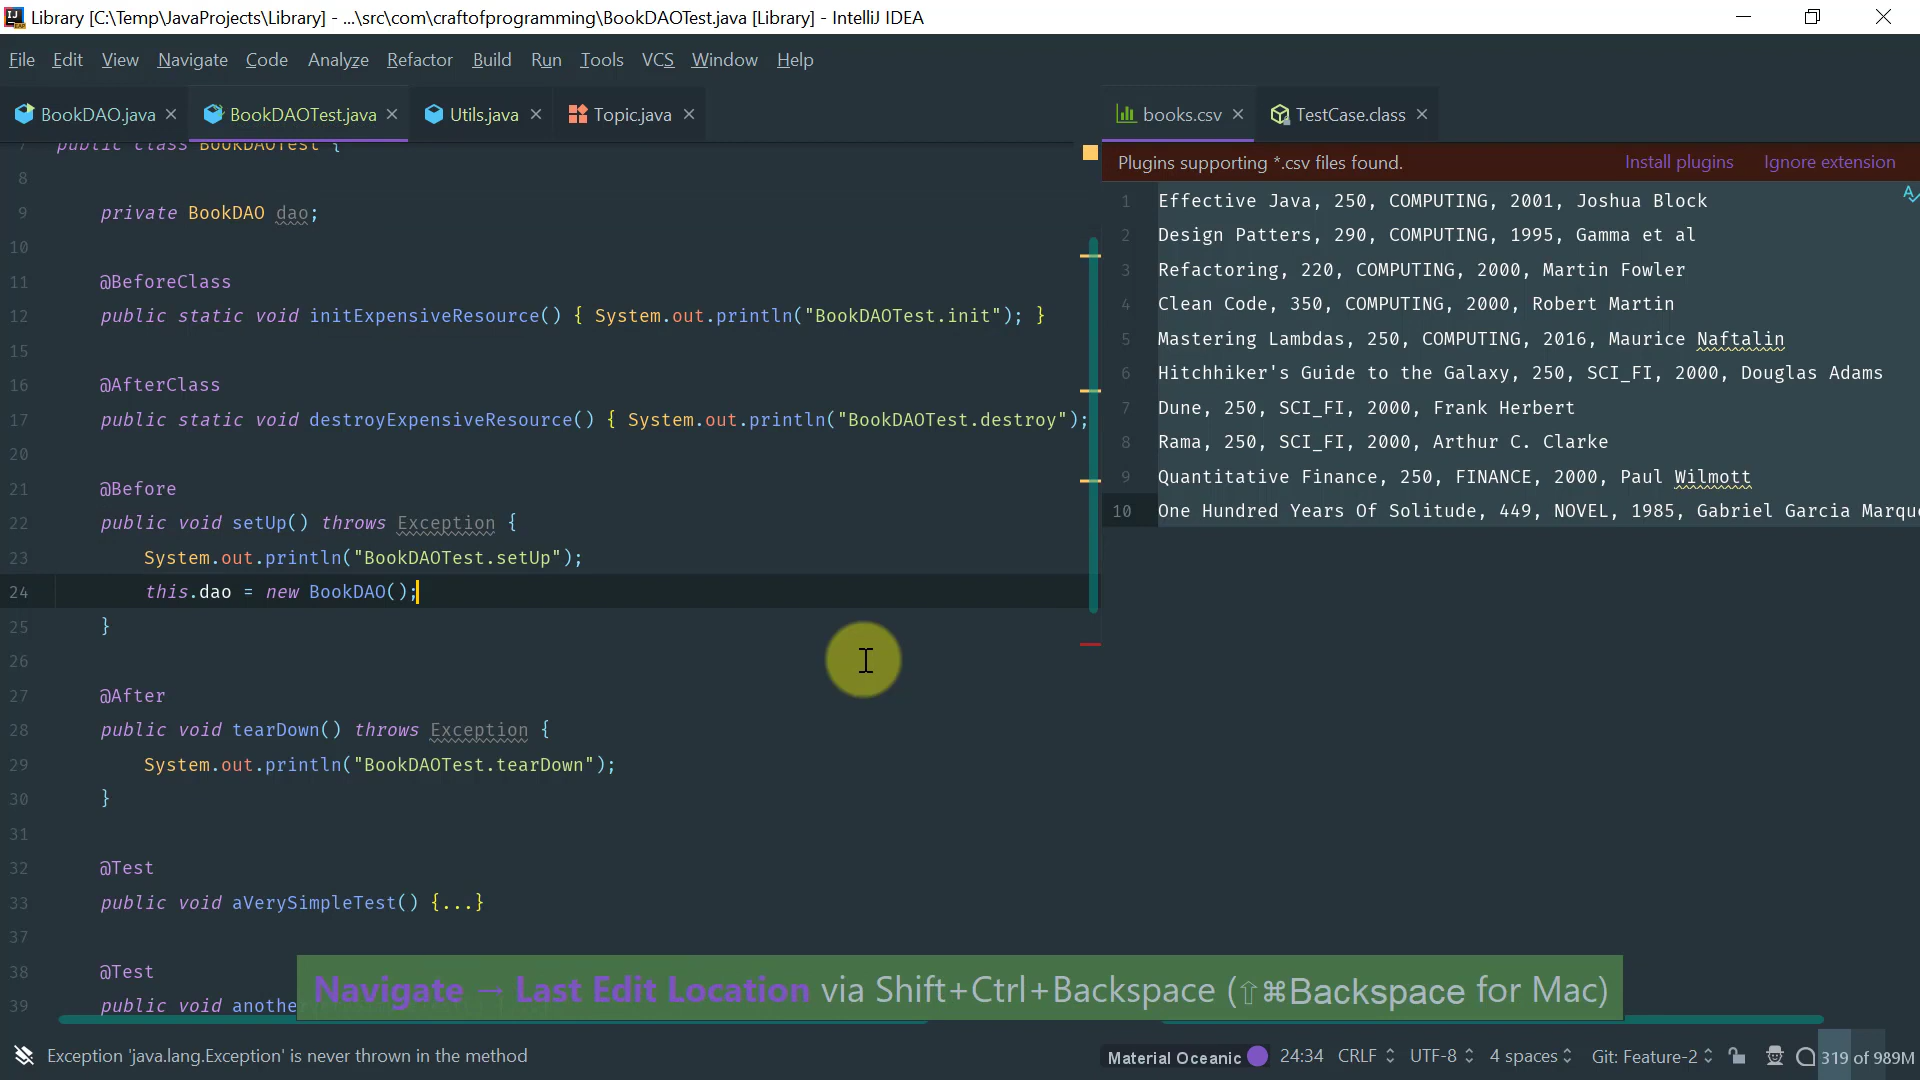 Library [C:\Temp\JavaProjects\Library] - ...\src\com\craftofprogramming\BookDAOTest.java [Library] - IntelliJ IDEA
File Edit View Navigate Code Analyze Refactor Build Run Tools VCS Window Help
BookDAO.java BookDAOTest.java Utils.java Topic.java
7 public class BookDAOTest {
8
9 private BookDAO dao;
10
11 @BeforeClass
12 public static void initExpensiveResource() { System.out.println("BookDAOTest.init"); }
15
16 @AfterClass
17 public static void destroyExpensiveResource() { System.out.println("BookDAOTest.destroy");
20
21 @Before
22 public void setUp() throws Exception {
23 System.out.println("BookDAOTest.setUp");
24 this.dao = new BookDAO();
25 }
26
27 @After
28 public void tearDown() throws Exception {
29 System.out.println("BookDAOTest.tearDown");
30 }
31
32 @Test
33 public void aVerySimpleTest() {...}
37
38 @Test
39 public void anothe
books.csv TestCase.class
Plugins supporting *.csv files found. Install plugins Ignore extension
1 Effective Java, 250, COMPUTING, 2001, Joshua Block
2 Design Patters, 290, COMPUTING, 1995, Gamma et al
3 Refactoring, 220, COMPUTING, 2000, Martin Fowler
4 Clean Code, 350, COMPUTING, 2000, Robert Martin
5 Mastering Lambdas, 250, COMPUTING, 2016, Maurice Naftalin
6 Hitchhiker's Guide to the Galaxy, 250, SCI_FI, 2000, Douglas Adams
7 Dune, 250, SCI_FI, 2000, Frank Herbert
8 Rama, 250, SCI_FI, 2000, Arthur C. Clarke
9 Quantitative Finance, 250, FINANCE, 2000, Paul Wilmott
10 One Hundred Years Of Solitude, 449, NOVEL, 1985, Gabriel Garcia Marqu
Navigate → Last Edit Location via Shift+Ctrl+Backspace (⇧⌘Backspace for Mac)
Exception 'java.lang.Exception' is never thrown in the method
Material Oceanic 24:34 CRLF UTF-8 4 spaces Git: Feature-2 319 of 989M